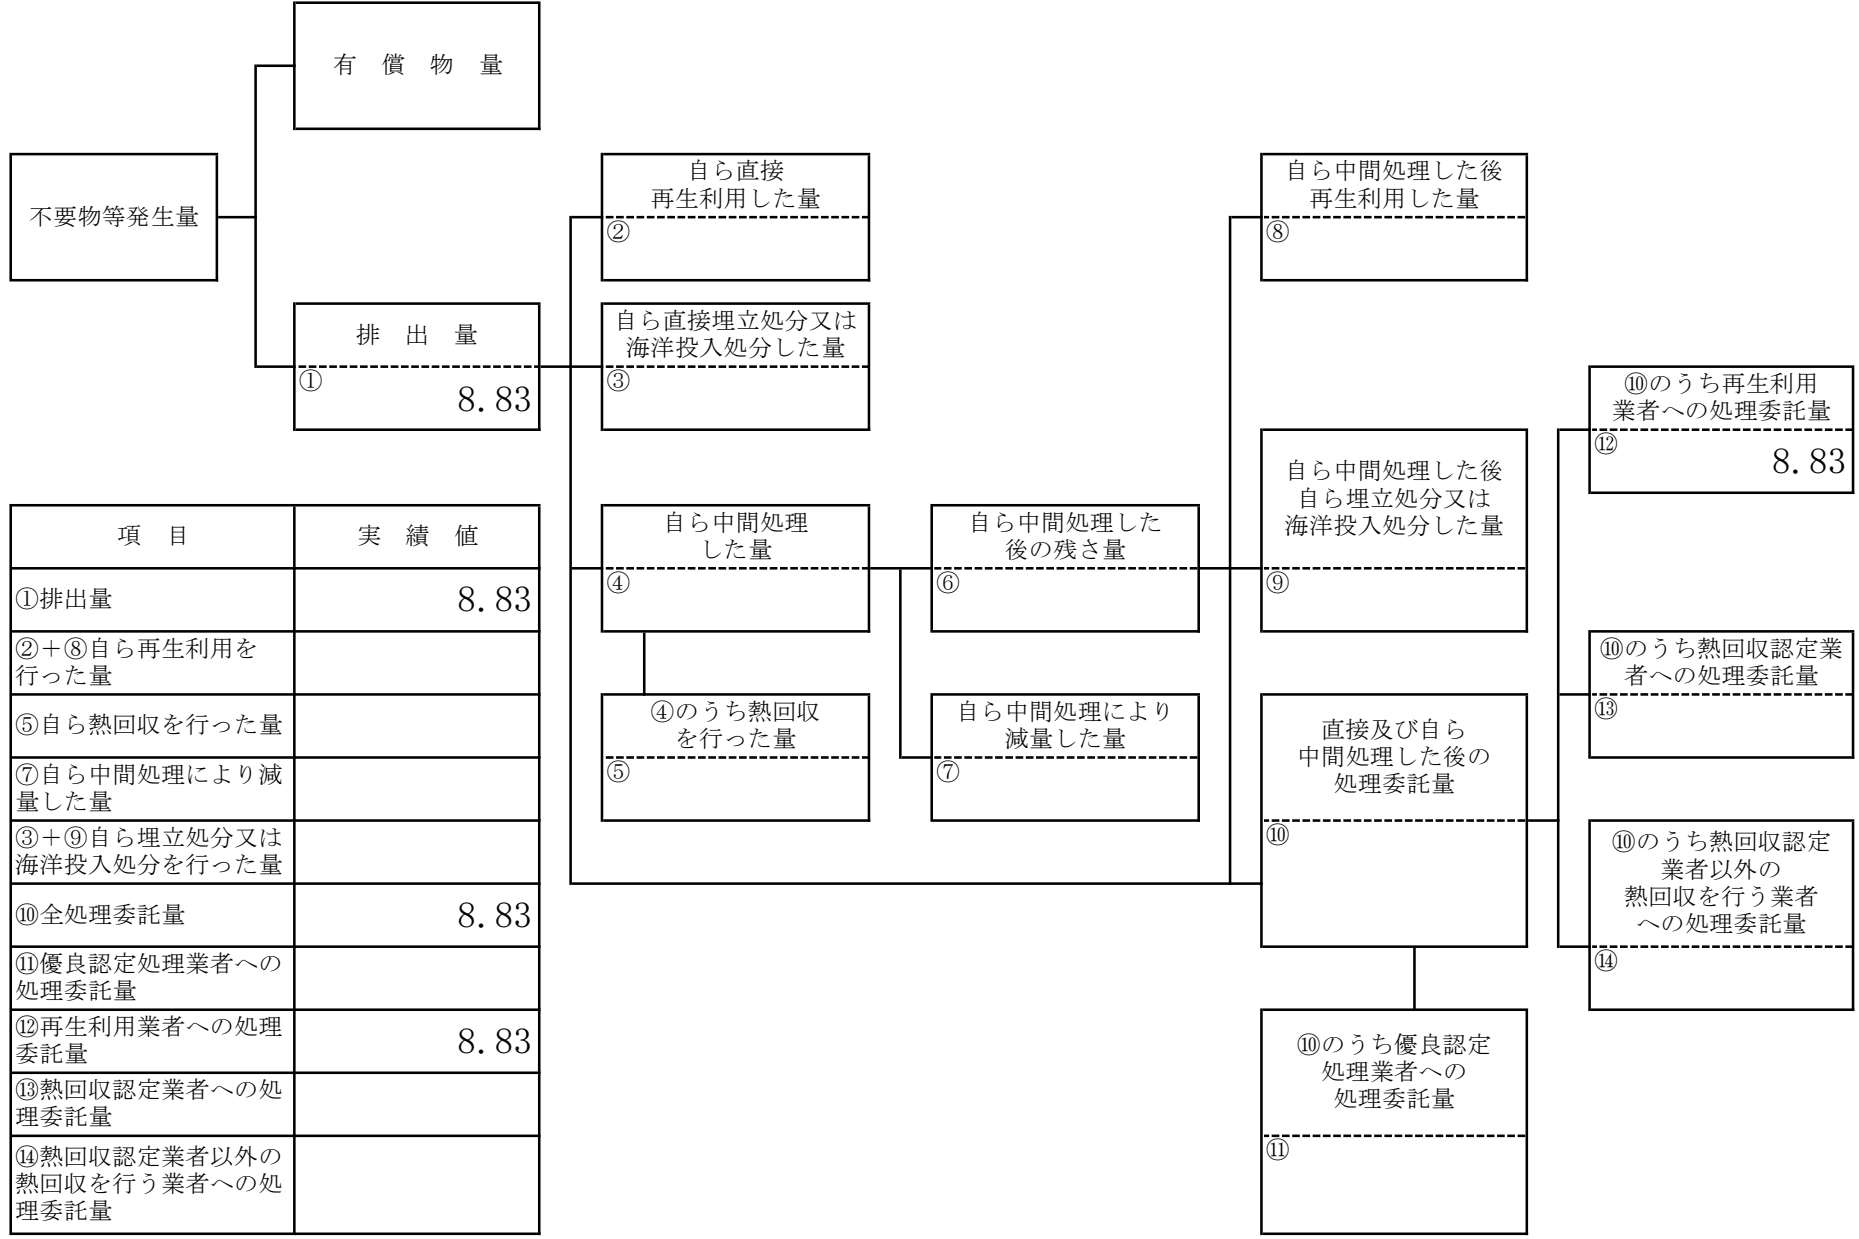 有 償 物 量
不要物等発生量
排 出 量
①
8.83
自ら直接
再生利用した量
②
自ら直接埋立処分又は
海洋投入処分した量
③
自ら中間処理
した量
④
④のうち熱回収
を行った量
⑤
自ら中間処理した
後の残さ量
⑥
自ら中間処理により
減量した量
⑦
自ら中間処理した後
再生利用した量
⑧
自ら中間処理した後
自ら埋立処分又は
海洋投入処分した量
⑨
直接及び自ら
中間処理した後の
処理委託量
⑩
⑩のうち優良認定
処理業者への
処理委託量
⑪
⑩のうち再生利用
業者への処理委託量
⑫
8.83
⑩のうち熱回収認定業
者への処理委託量
⑬
⑩のうち熱回収認定
業者以外の
熱回収を行う業者
への処理委託量
⑭
項 目
実 績 値
①排出量
8.83
②+⑧自ら再生利用を
行った量
⑤自ら熱回収を行った量
⑦自ら中間処理により減
量した量
③+⑨自ら埋立処分又は
海洋投入処分を行った量
⑩全処理委託量
8.83
⑪優良認定処理業者への
処理委託量
⑫再生利用業者への処理
委託量
8.83
⑬熱回収認定業者への処
理委託量
⑭熱回収認定業者以外の
熱回収を行う業者への処
理委託量